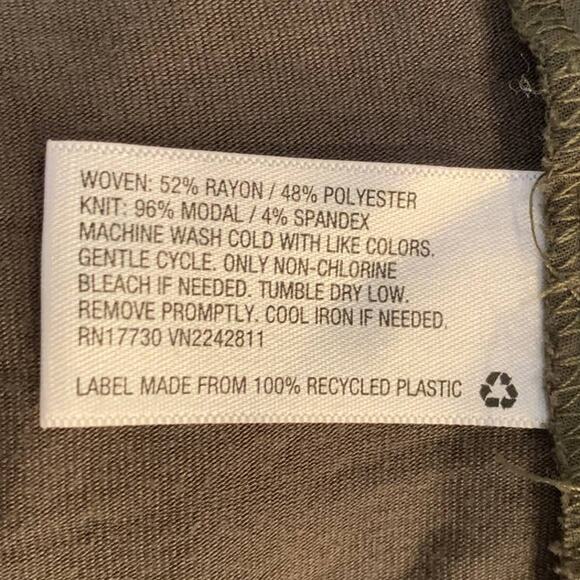 WOVEN: 52% RAYON / 48% POLYESTER
KNIT: 96% MODAL / 4% SPANDEX
MACHINE WASH COLD WITH LIKE COLORS.
GENTLE CYCLE. ONLY NON-CHLORINE
BLEACH IF NEEDED. TUMBLE DRY LOW.
REMOVE PROMPTLY. COOL IRON IF NEEDED.
RN17730 VN2242811
LABEL MADE FROM 100% RECYCLED PLASTIC